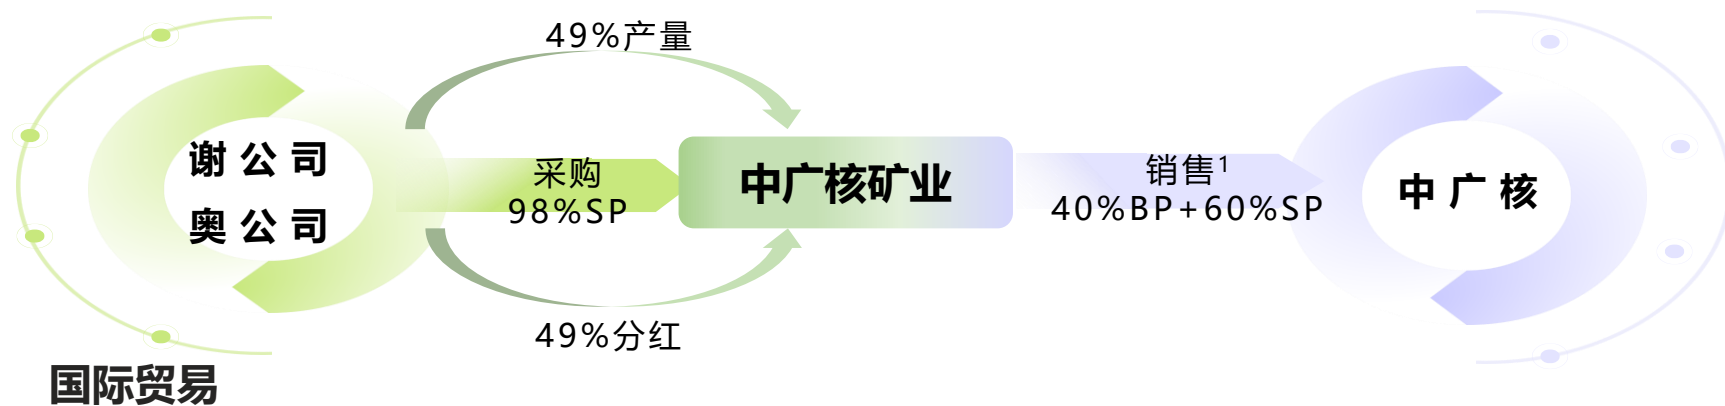 49%产量
谢公司
奥公司
采购
98%SP
中广核矿业
销售¹
40%BP+60%SP
中广核
49%分红
国际贸易